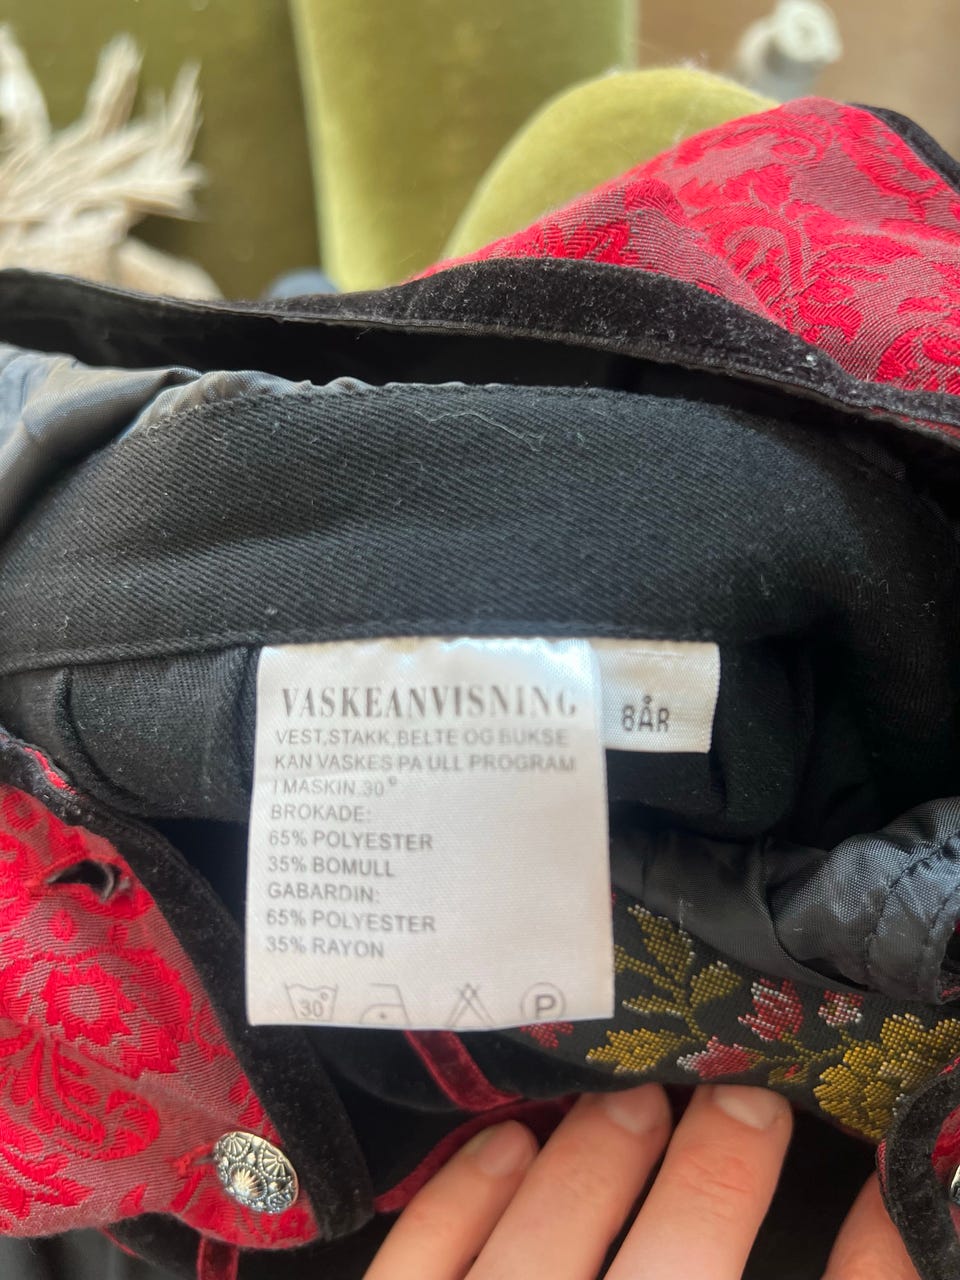 VASKEANVISNING
VEST,STAKK,BELTE OG BUKSE
KAN VASKES PA ULL PROGRAM
I MASKIN.30°
BROKADE:
65% POLYESTER
35% BOMULL
GABARDIN:
65% POLYESTER
35% RAYON
30°
P
8ÅR